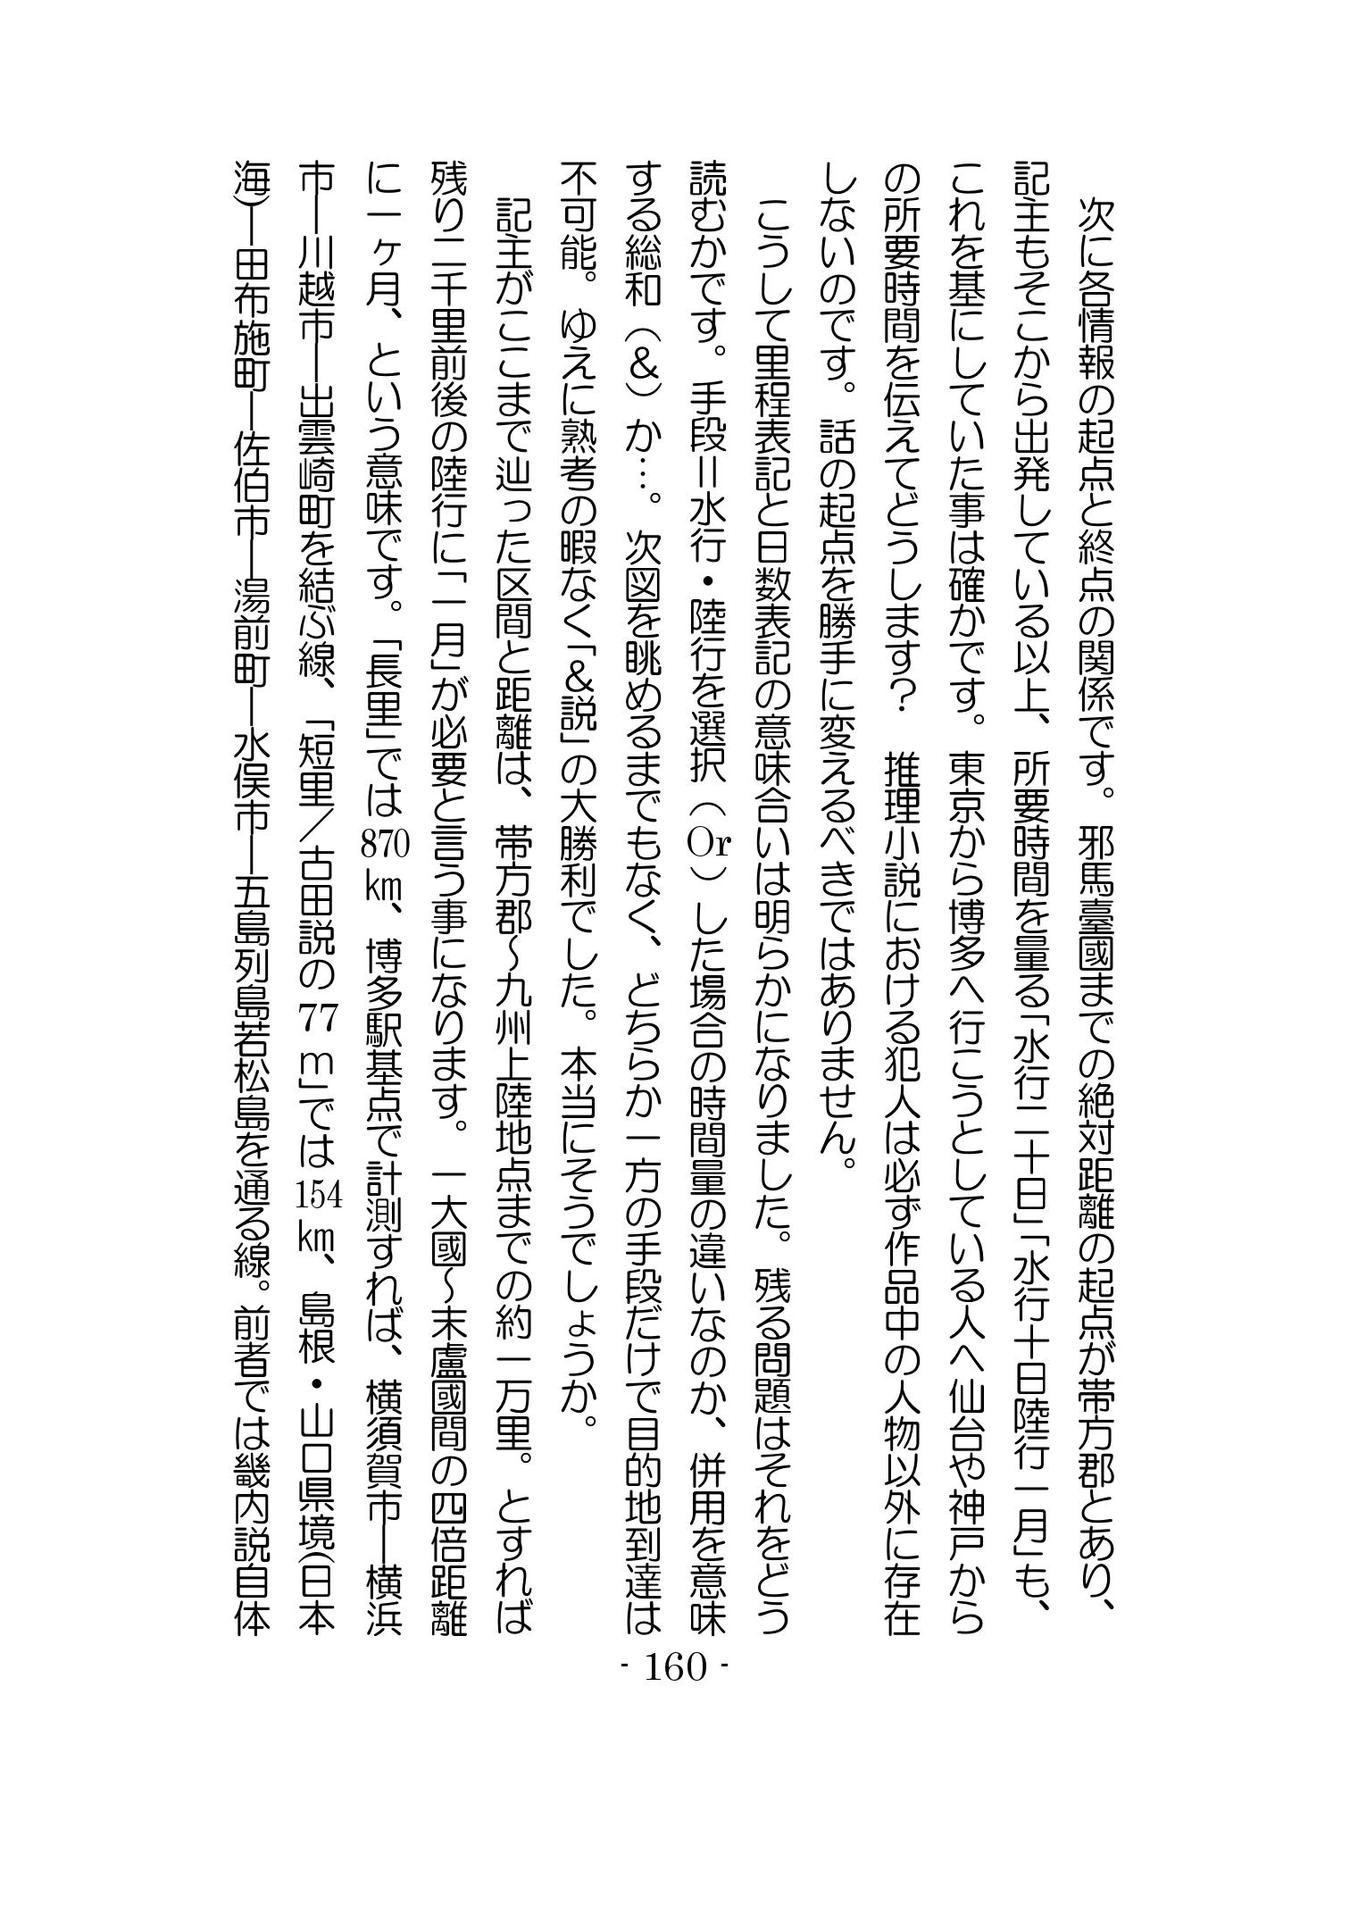 次に各情報の起点と終点の関係です。邪馬臺國までの絶対距離の起点が帯方郡とあり、
記主もそこから出発している以上、所要時間を量る「水行二十日」「水行十日陸行一月」も、
これを基にしていた事は確かです。東京から博多へ行こうとしている人へ仙台や神戸から
の所要時間を伝えてどうします？　推理小説における犯人は必ず作品中の人物以外に存在
しないのです。話の起点を勝手に変えるべきではありません。
　こうして里程表記と日数表記の意味合いは明らかになりました。残る問題はそれをどう
読むかです。手段＝水行・陸行を選択（Or）した場合の時間量の違いなのか、併用を意味
する総和（＆）か…。次図を眺めるまでもなく、どちらか一方の手段だけで目的地到達は
不可能。ゆえに熟考の暇なく「＆説」の大勝利でした。本当にそうでしょうか。
　記主がここまで辿った区間と距離は、帯方郡〜九州上陸地点までの約一万里。とすれば
残り二千里前後の陸行に「一月」が必要と言う事になります。一大國〜末盧國間の四倍距離
に一ヶ月、という意味です。「長里」では870㎞、博多駅基点で計測すれば、横須賀市―横浜
市―川越市―出雲崎町を結ぶ線、「短里／古田説の77ｍ」では154㎞、島根・山口県境(日本
海)―田布施町―佐伯市―湯前町―水俣市―五島列島若松島を通る線。前者では畿内説自体
- 160 -